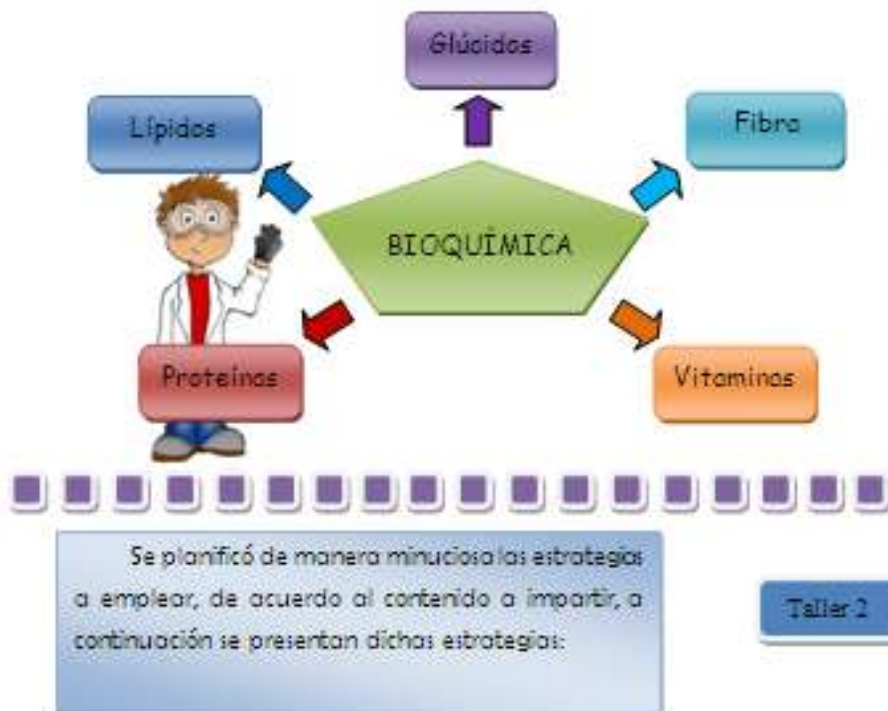 Glúcidos
Lípidos
Fibra
BIOQUÍMICA
Proteínas
Vitaminas
Se planificó de manera minuciosa las estrategias
a emplear, de acuerdo al contenido a impartir, a
continuación se presentan dichas estrategias:
Taller 2